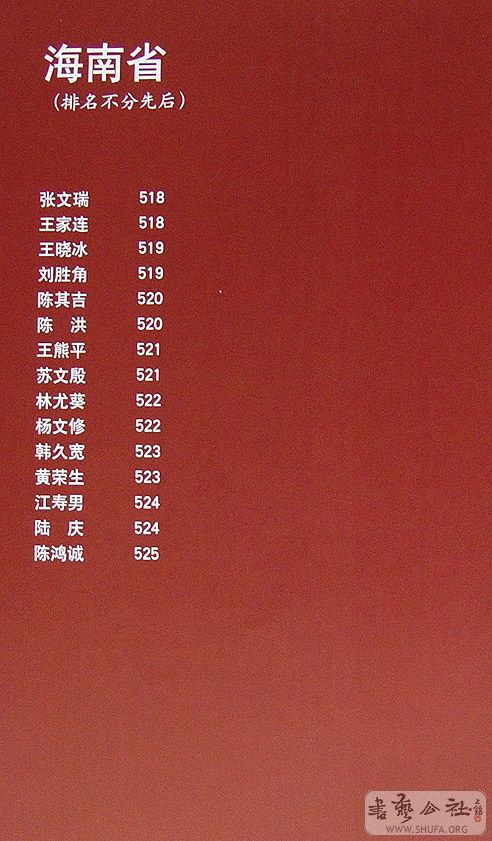 海南省
（排名不分先后）
张文瑞 518
王家连 518
王晓冰 519
刘胜角 519
陈其吉 520
陈 洪 520
王熊平 521
苏文殷 521
林尤葵 522
杨文修 522
韩久宽 523
黄荣生 523
江寿男 524
陆 庆 524
陈鸿诚 525
書藝公社
WWW.SHUFA.ORG